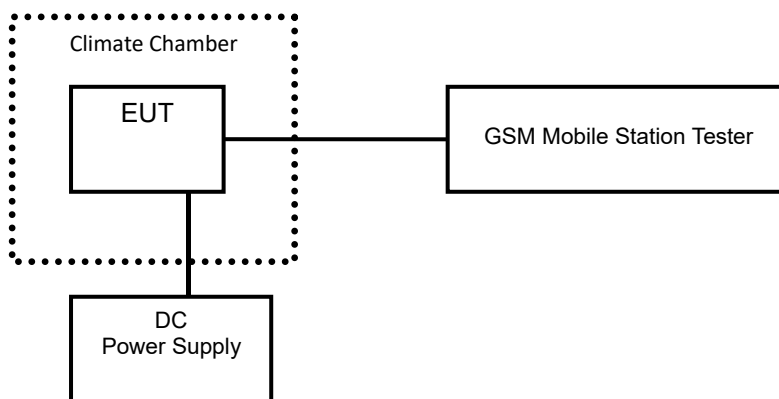 Climate Chamber
EUT
GSM Mobile Station Tester
DC
Power Supply